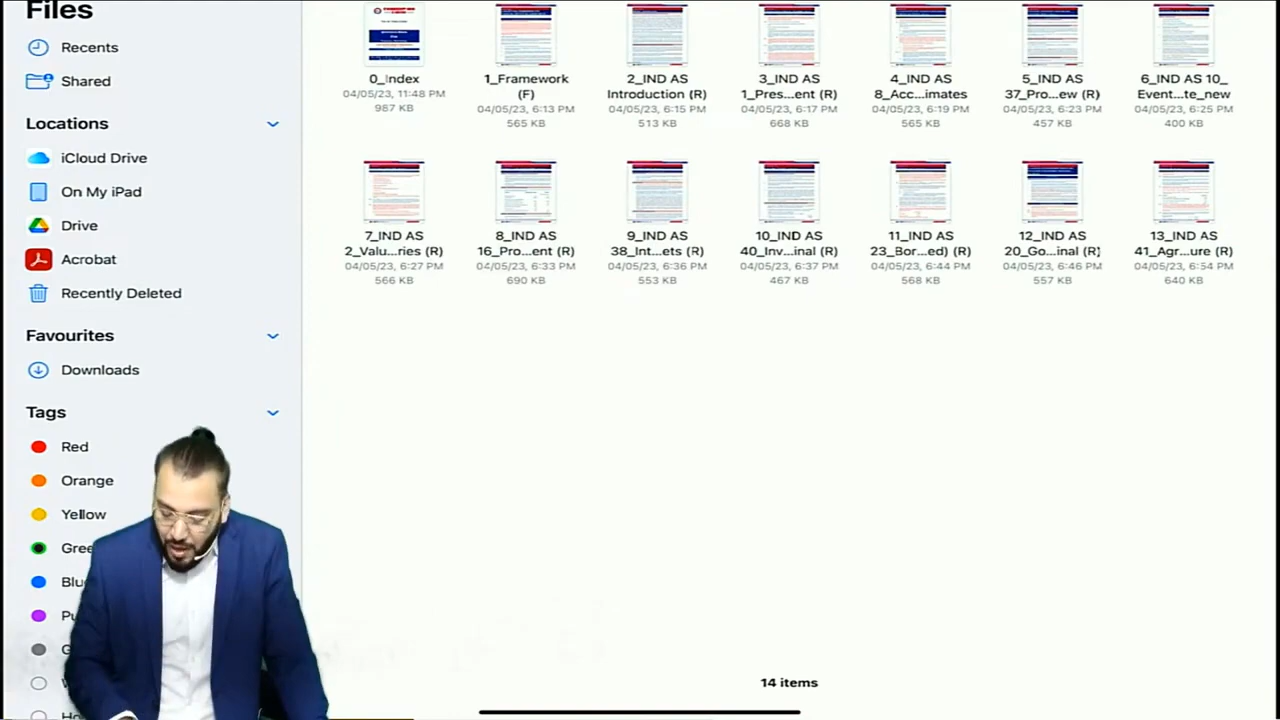 Files
Recents
Shared
Locations
iCloud Drive
On My iPad
Drive
Acrobat
Recently Deleted
Favourites
Downloads
Tags
Red
Orange
Yellow
Gree
Blu
Pu
G
W
Ho
0_Index
04/05/23, 11:48 PM
987 KB
1_Framework
(F)
04/05/23, 6:13 PM
565 KB
2_IND AS
Introduction (R)
04/05/23, 6:15 PM
513 KB
3_IND AS
1_Pres...ent (R)
04/05/23, 6:17 PM
668 KB
4_IND AS
8_Acc...imates
04/05/23, 6:19 PM
565 KB
5_IND AS
37_Pro...ew (R)
04/05/23, 6:23 PM
457 KB
6_IND AS 10_
Event...te_new
04/05/23, 6:25 PM
400 KB
7_IND AS
2_Valu...ries (R)
04/05/23, 6:27 PM
566 KB
8_IND AS
16_Pro...ent (R)
04/05/23, 6:33 PM
690 KB
9_IND AS
38_Int...ets (R)
04/05/23, 6:36 PM
553 KB
10_IND AS
40_Inv...inal (R)
04/05/23, 6:37 PM
467 KB
11_IND AS
23_Bor...ed) (R)
04/05/23, 6:44 PM
568 KB
12_IND AS
20_Go...inal (R)
04/05/23, 6:46 PM
557 KB
13_IND AS
41_Agr...ure (R)
04/05/23, 6:54 PM
640 KB
14 items